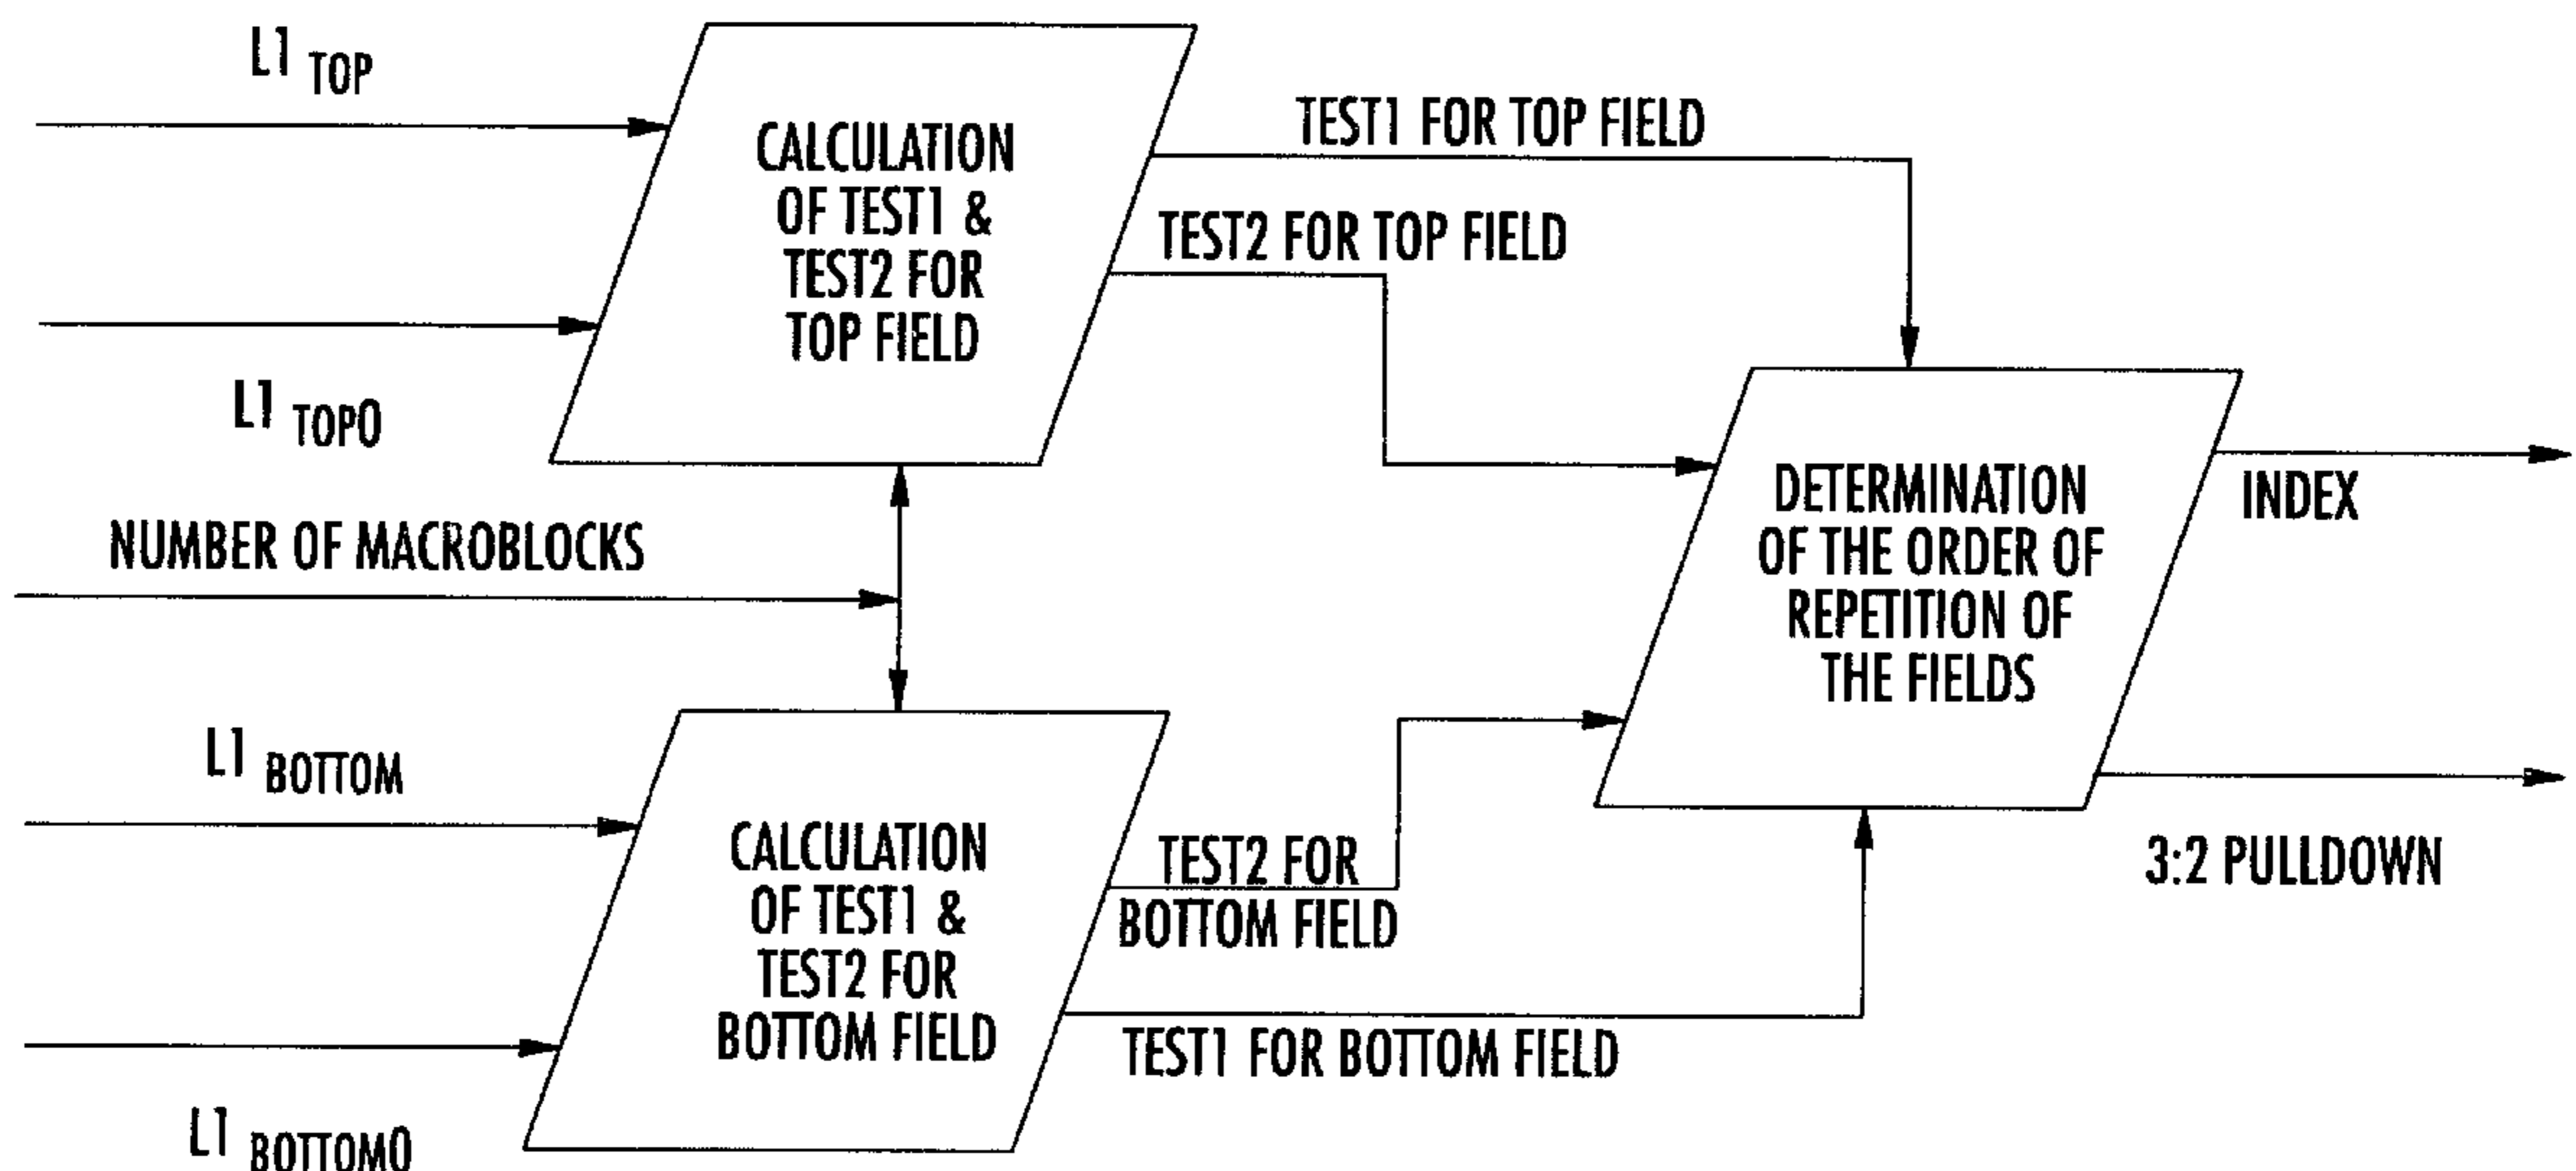 L1 TOP
L1 TOP0
NUMBER OF MACROBLOCKS
L1 BOTTOM
L1 BOTTOM0
CALCULATION
OF TEST1 &
TEST2 FOR
TOP FIELD
CALCULATION
OF TEST1 &
TEST2 FOR
BOTTOM FIELD
TEST1 FOR TOP FIELD
TEST2 FOR TOP FIELD
TEST2 FOR
BOTTOM FIELD
TEST1 FOR BOTTOM FIELD
DETERMINATION
OF THE ORDER OF
REPETITION OF
THE FIELDS
INDEX
3:2 PULLDOWN